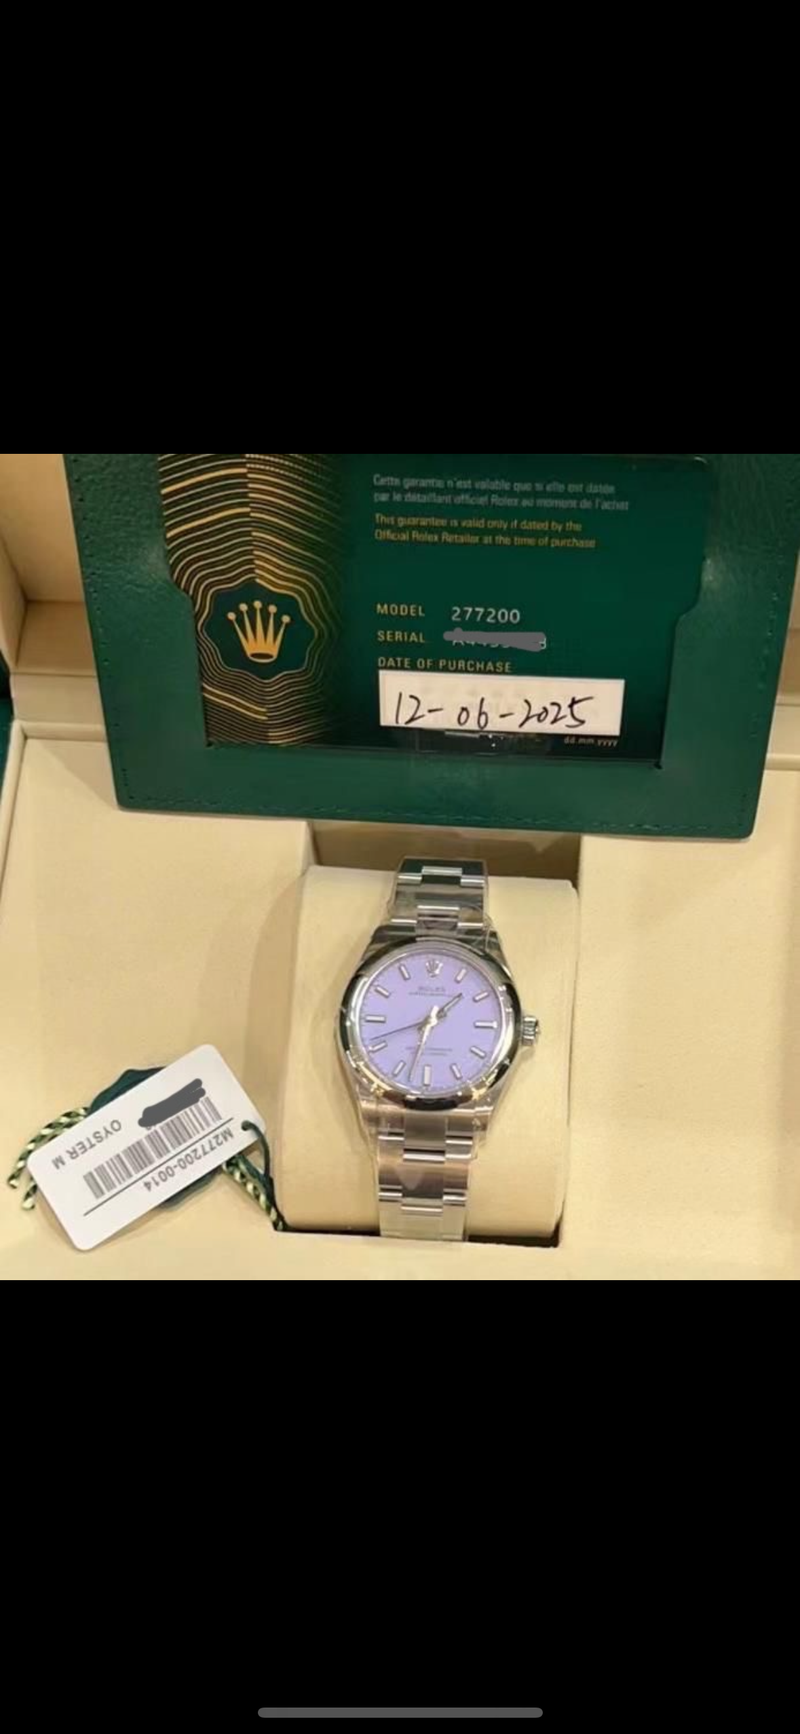 Cette garantie n'est valable que si elle est datée
par le détaillant officiel Rolex au moment de l'achat
This guarantee is valid only if dated by the
Official Rolex Retailer at the time of purchase
MODEL 277200
SERIAL
DATE OF PURCHASE
12-06-2025
dd.mm.yyyy
ROLEX
OYSTER M
M277200-0014